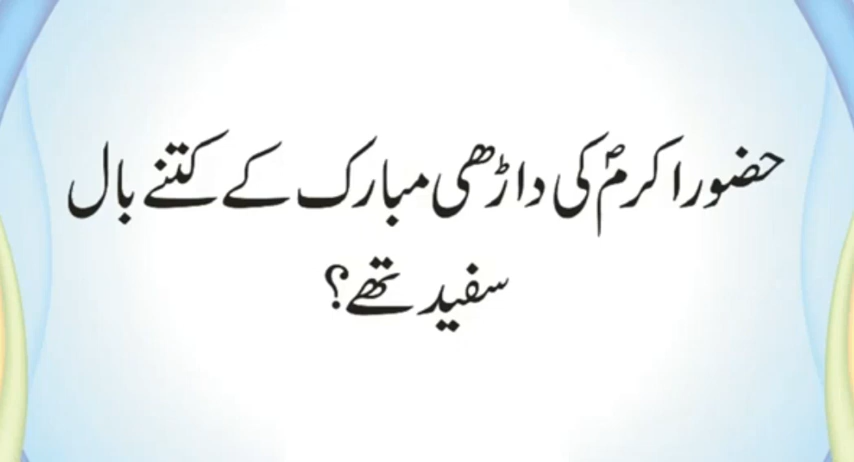 حضور اکرمؐ کی داڑھی مبارک کے کتنے بال
سفید تھے؟